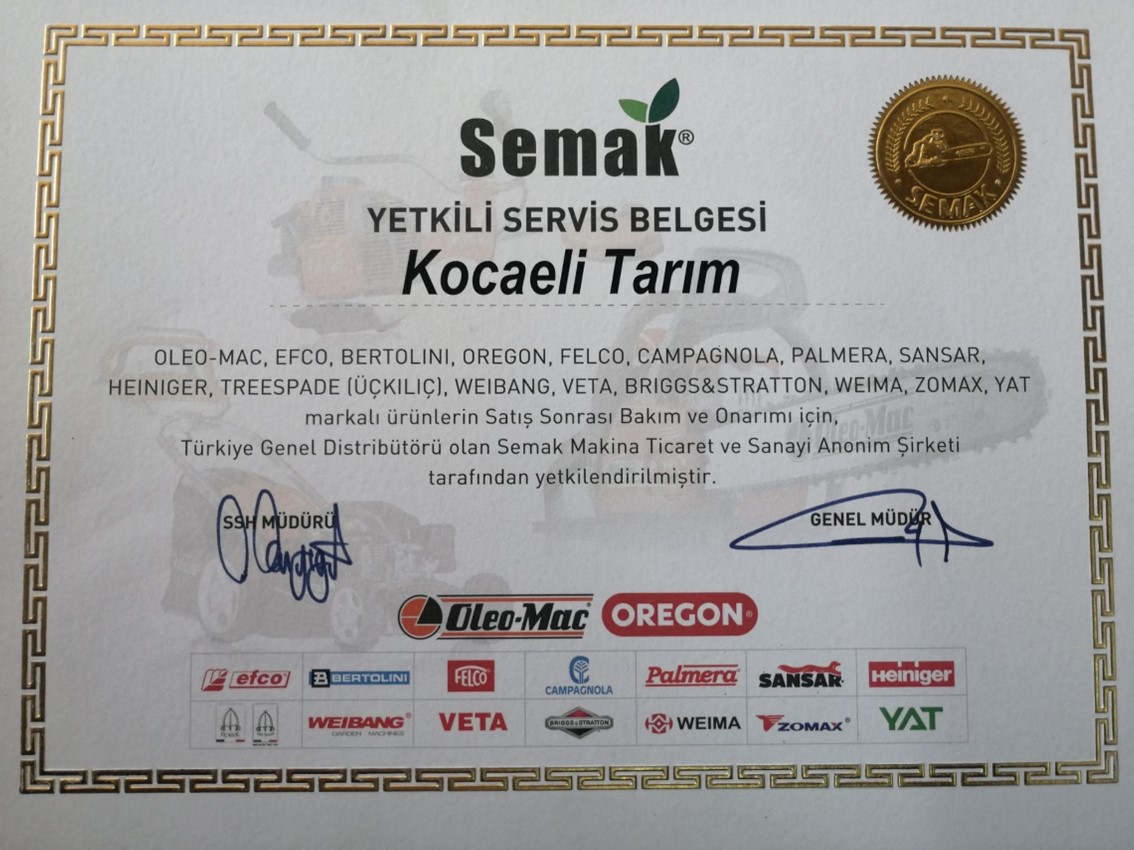 Semak®
SEMAK
YETKİLİ SERVİS BELGESİ
Kocaeli Tarım
OLEO-MAC, EFCO, BERTOLINI, OREGON, FELCO, CAMPAGNOLA, PALMERA, SANSAR,
HEINIGER, TREESPADE (ÜÇKILIÇ), WEIBANG, VETA, BRIGGS&STRATTON, WEIMA, ZOMAX, YAT
markalı ürünlerin Satış Sonrası Bakım ve Onarımı için,
Türkiye Genel Distribütörü olan Semak Makina Ticaret ve Sanayi Anonim Şirketi
tarafından yetkilendirilmiştir.
SSH MÜDÜRÜ GENEL MÜDÜR
Oleo-Mac OREGON®
efco BERTOLINI FELCO CAMPAGNOLA Palmera SANSAR Heiniger
WEIBANG® VETA BRIGGS&STRATTON WEIMA ZOMAX® YAT
GARDEN MACHINES